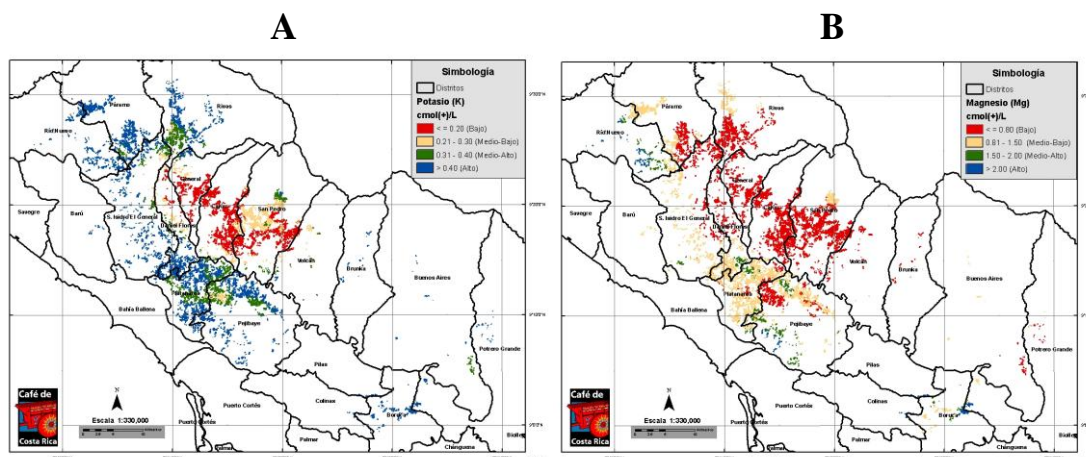 A
Simbología
Distritos
Potasio (K)
cmol(+)/L
< = 0.20 (Bajo)
0.21 - 0.30 (Medio-Bajo)
0.31 - 0.40 (Medio-Alto)
> 0.40 (Alto)
Páramo
Rivas
Río Nuevo
General
San Pedro
Savegre
Barú
S. Isidro El General
Daniel Flores
Volcán
Brunka
Buenos Aires
Platanares
Bahía Ballena
Pejibaye
Potrero Grande
Pilas
Colinas
Puerto Cortés
Puerto Cortés
Boruca
Palmar
Chánguena
N
Escala 1:330,000
Café de
Costa Rica
B
Simbología
Distritos
Magnesio (Mg)
cmol(+)/L
< = 0.80 (Bajo)
0.81 - 1.50 (Medio-Bajo)
1.50 - 2.00 (Medio-Alto)
> 2.00 (Alto)
Páramo
Rivas
Río Nuevo
General
Savegre
Barú
S. Isidro El General
Daniel Flores
Volcán
Brunka
Buenos Aires
Platanares
Bahía Ballena
Pejibaye
Potrero Grande
Pilas
Colinas
Puerto Cortés
Puerto Cortés
Boruca
Palmar
Chánguena
N
Escala 1:330,000
Café de
Costa Rica